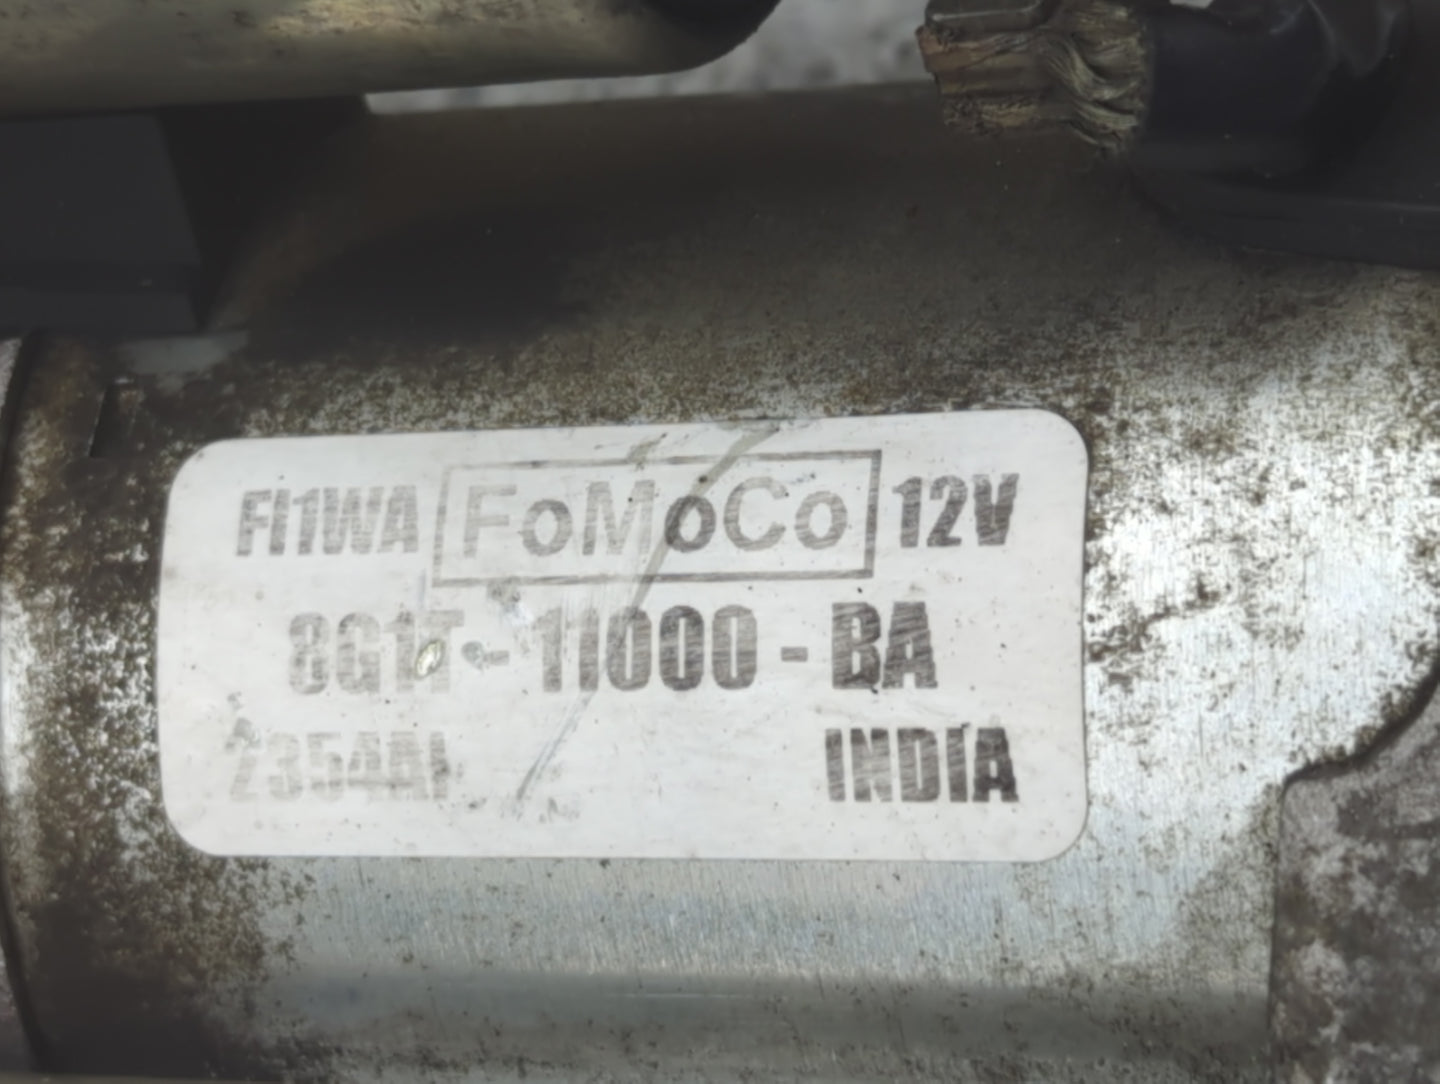 FI1WA FoMoCo 12V
8G1T - 11000 - BA
2354AI INDIA